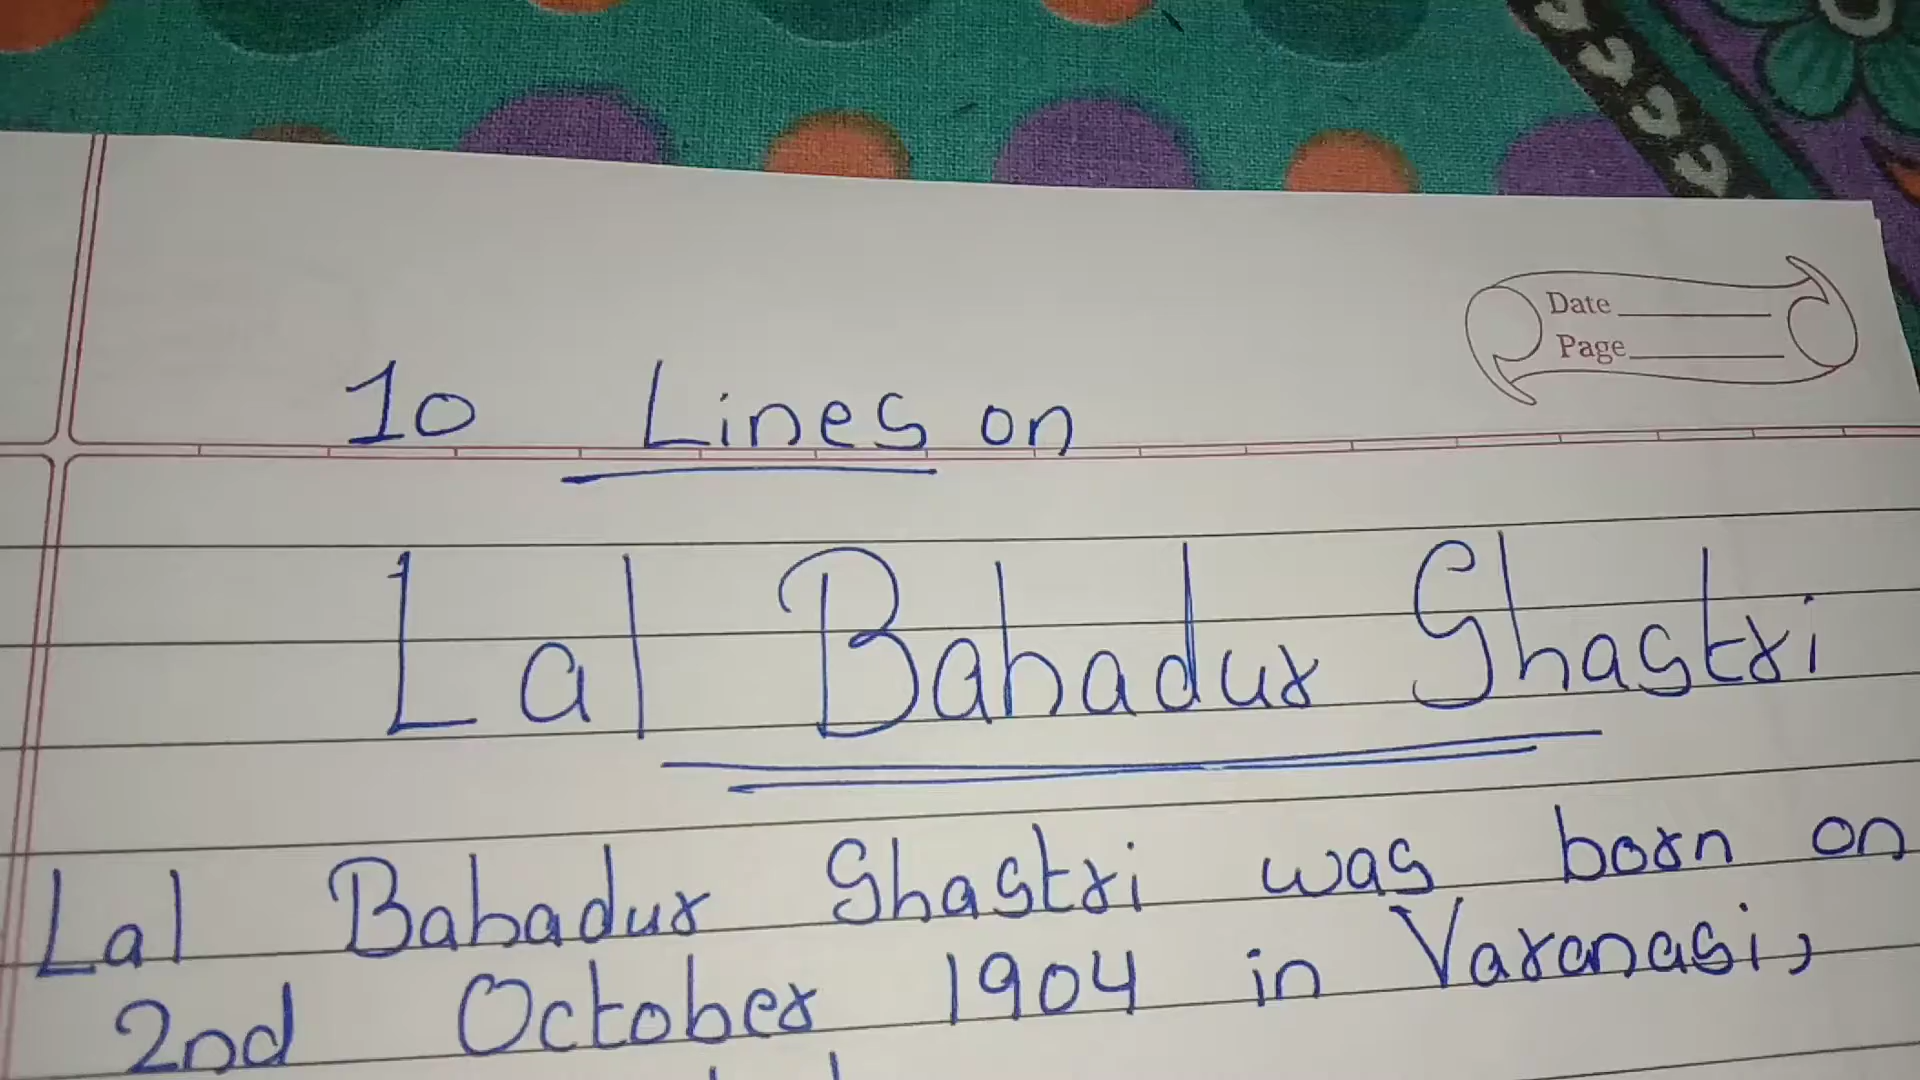 Date
Page
10 Lines on
Lal Bahadur Shastri
Lal Bahadur Shastri was born on
2nd October 1904 in Varanasi,